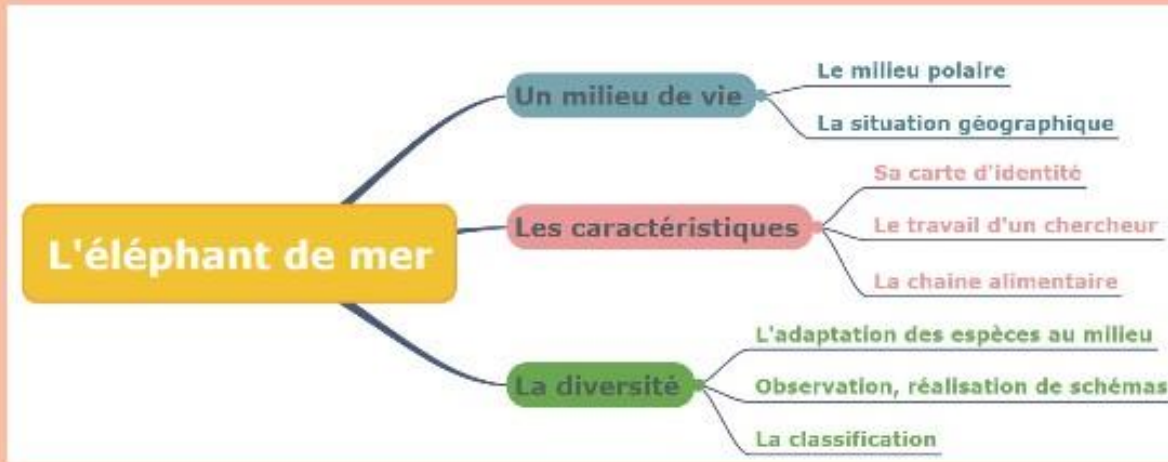 L'éléphant de mer
Un milieu de vie
Le milieu polaire
La situation géographique
Les caractéristiques
Sa carte d'identité
Le travail d'un chercheur
La chaine alimentaire
La diversité
L'adaptation des espèces au milieu
Observation, réalisation de schémas
La classification